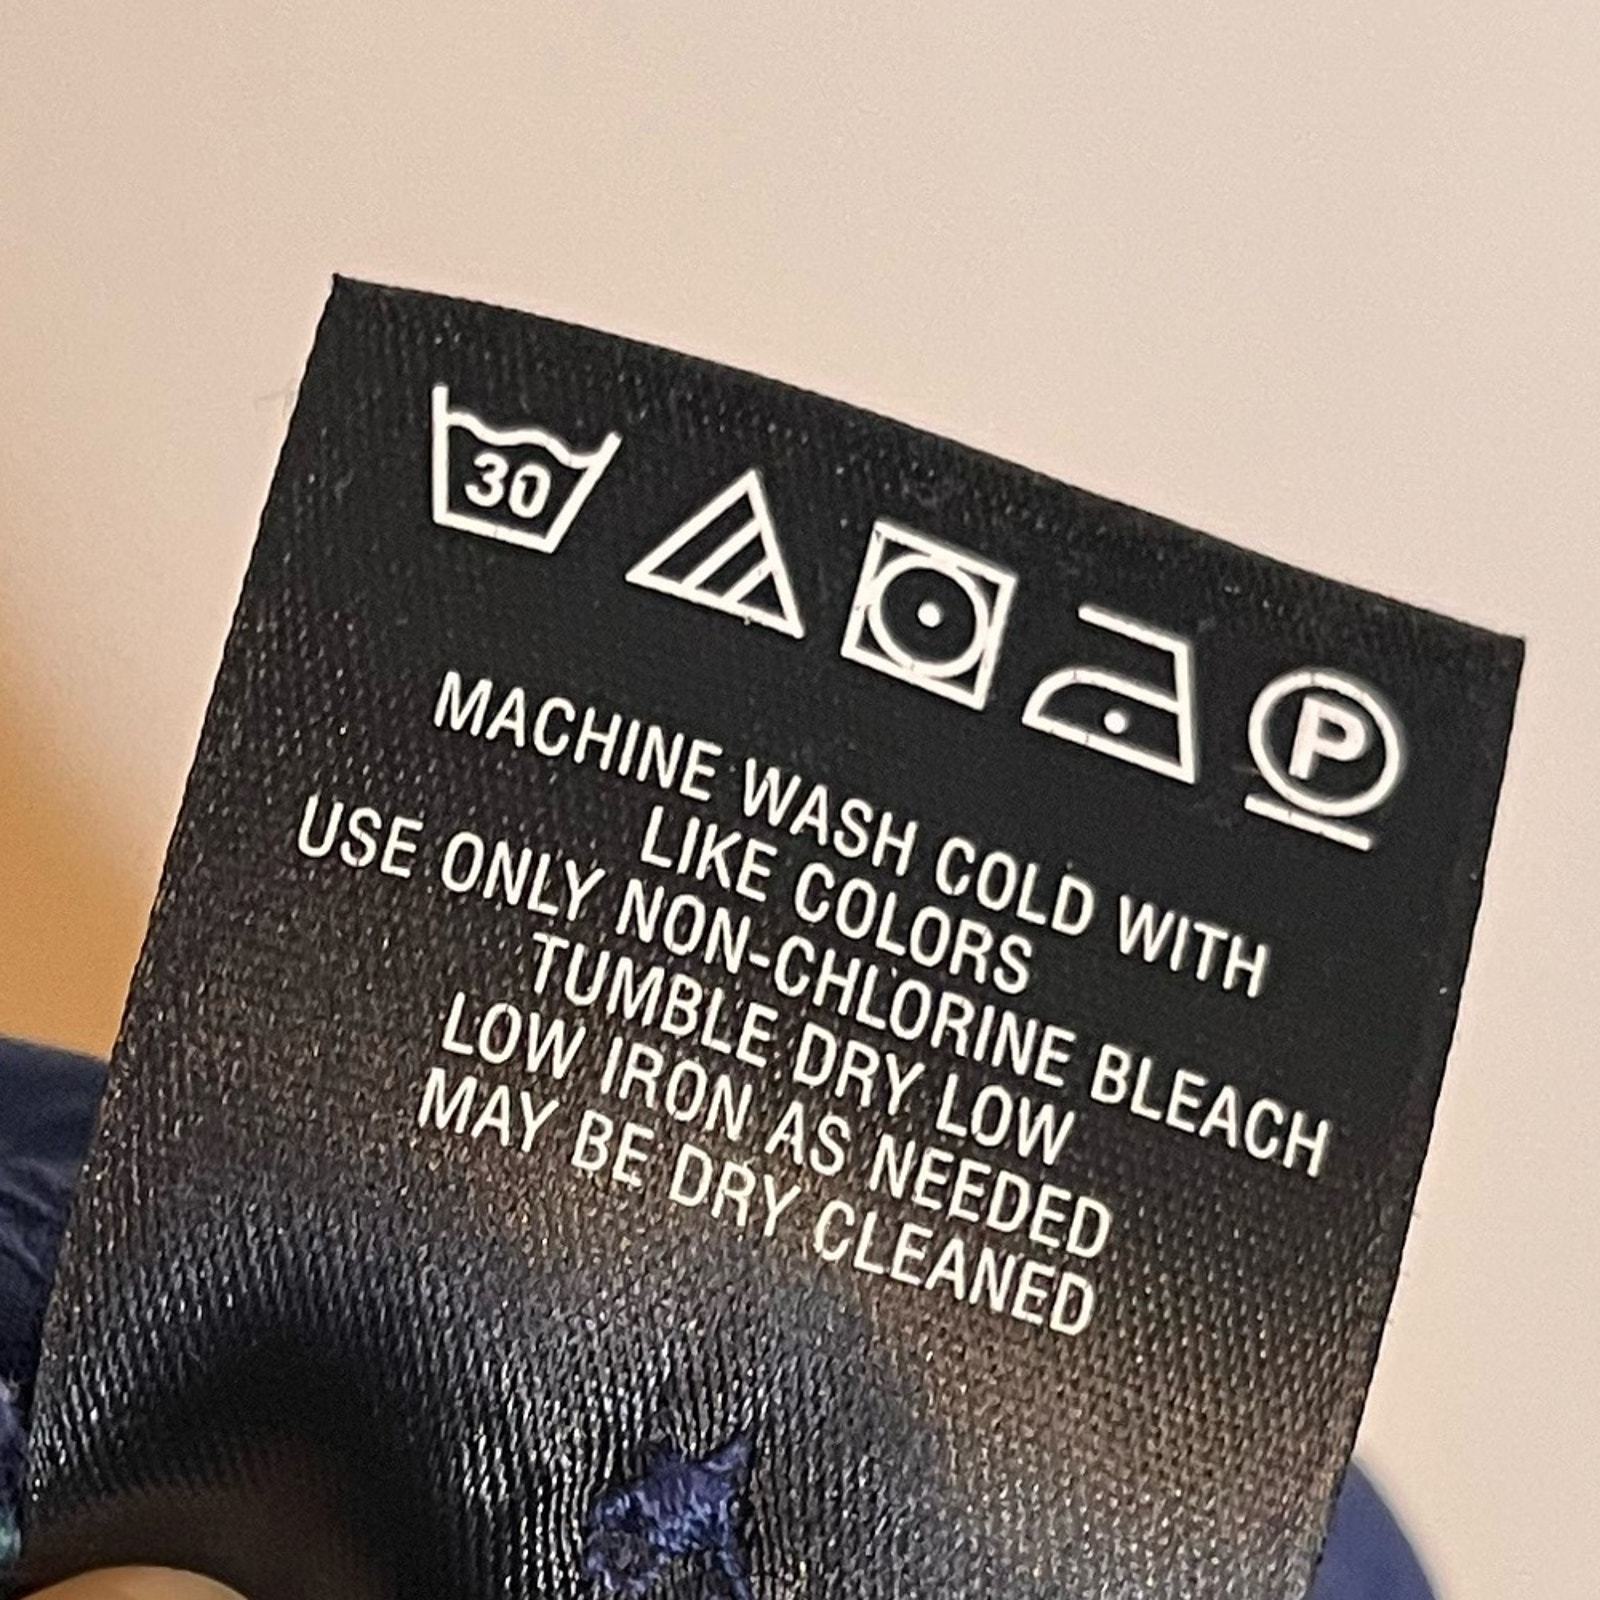 30 P
MACHINE WASH COLD WITH
LIKE COLORS
USE ONLY NON-CHLORINE BLEACH
TUMBLE DRY LOW
LOW IRON AS NEEDED
MAY BE DRY CLEANED